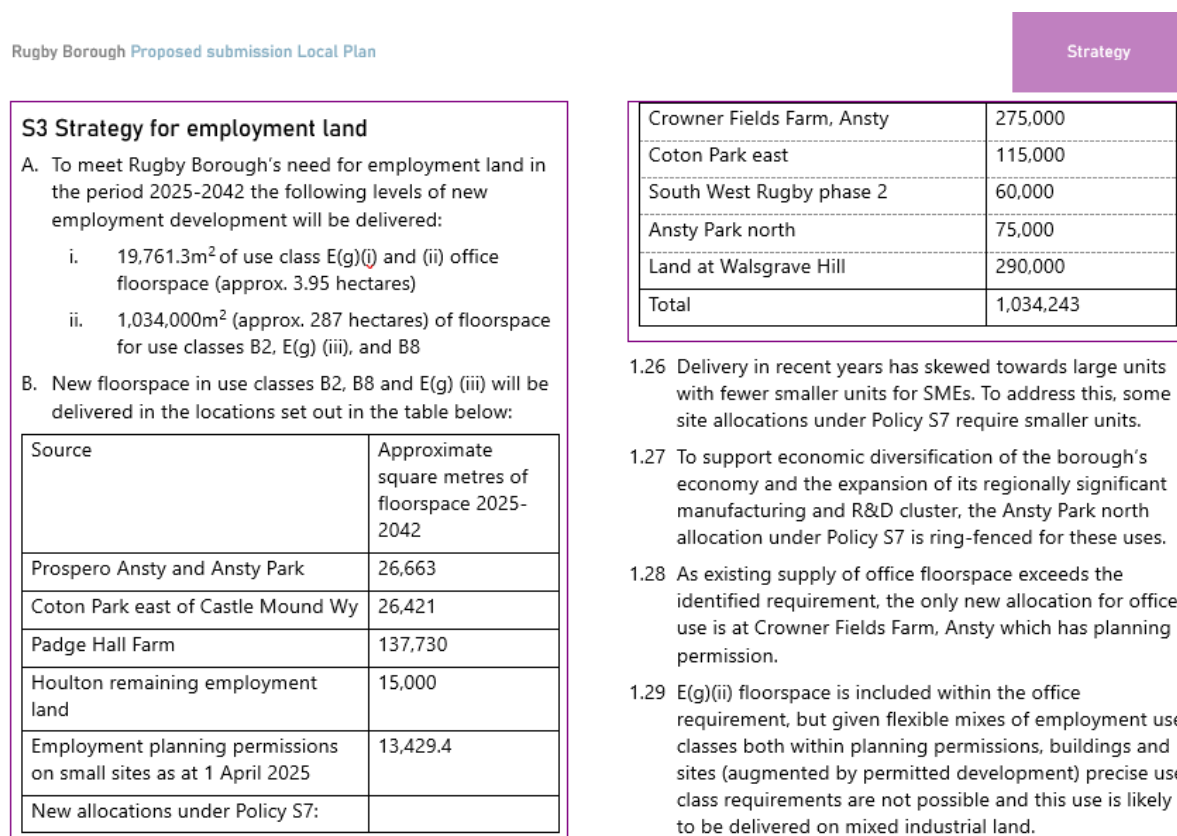 Rugby Borough Proposed submission Local Plan
Strategy
S3 Strategy for employment land
A. To meet Rugby Borough's need for employment land in
the period 2025-2042 the following levels of new
employment development will be delivered:
i. 19,761.3m² of use class E(g)(i) and (ii) office
floorspace (approx. 3.95 hectares)
ii. 1,034,000m² (approx. 287 hectares) of floorspace
for use classes B2, E(g) (iii), and B8
B. New floorspace in use classes B2, B8 and E(g) (iii) will be
delivered in the locations set out in the table below:
Source
Approximate
square metres of
floorspace 2025-
2042
Prospero Ansty and Ansty Park 26,663
Coton Park east of Castle Mound Wy 26,421
Padge Hall Farm 137,730
Houlton remaining employment 15,000
land
Employment planning permissions 13,429.4
on small sites as at 1 April 2025
New allocations under Policy S7:
Crowner Fields Farm, Ansty 275,000
Coton Park east 115,000
South West Rugby phase 2 60,000
Ansty Park north 75,000
Land at Walsgrave Hill 290,000
Total 1,034,243
1.26 Delivery in recent years has skewed towards large units
with fewer smaller units for SMEs. To address this, some
site allocations under Policy S7 require smaller units.
1.27 To support economic diversification of the borough's
economy and the expansion of its regionally significant
manufacturing and R&D cluster, the Ansty Park north
allocation under Policy S7 is ring-fenced for these uses.
1.28 As existing supply of office floorspace exceeds the
identified requirement, the only new allocation for office
use is at Crowner Fields Farm, Ansty which has planning
permission.
1.29 E(g)(ii) floorspace is included within the office
requirement, but given flexible mixes of employment use
classes both within planning permissions, buildings and
sites (augmented by permitted development) precise use
class requirements are not possible and this use is likely
to be delivered on mixed industrial land.